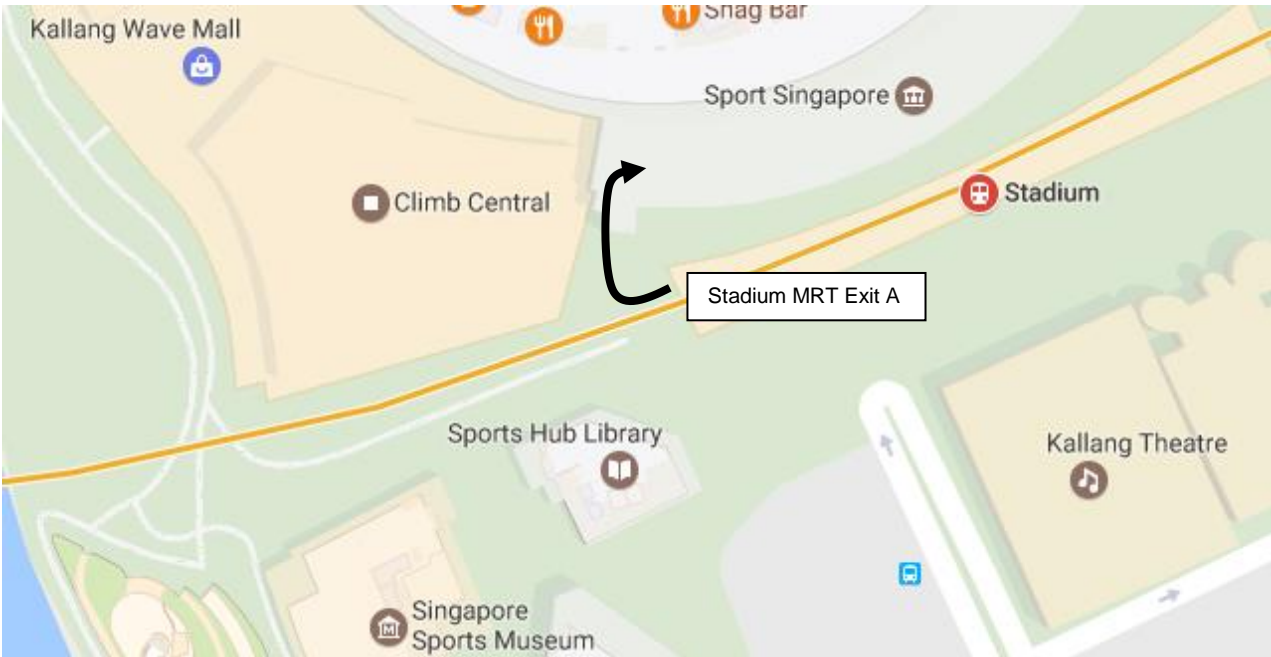 Snag Bar
Kallang Wave Mall
Sport Singapore
Climb Central
Stadium
Stadium MRT Exit A
Sports Hub Library
Kallang Theatre
Singapore
Sports Museum